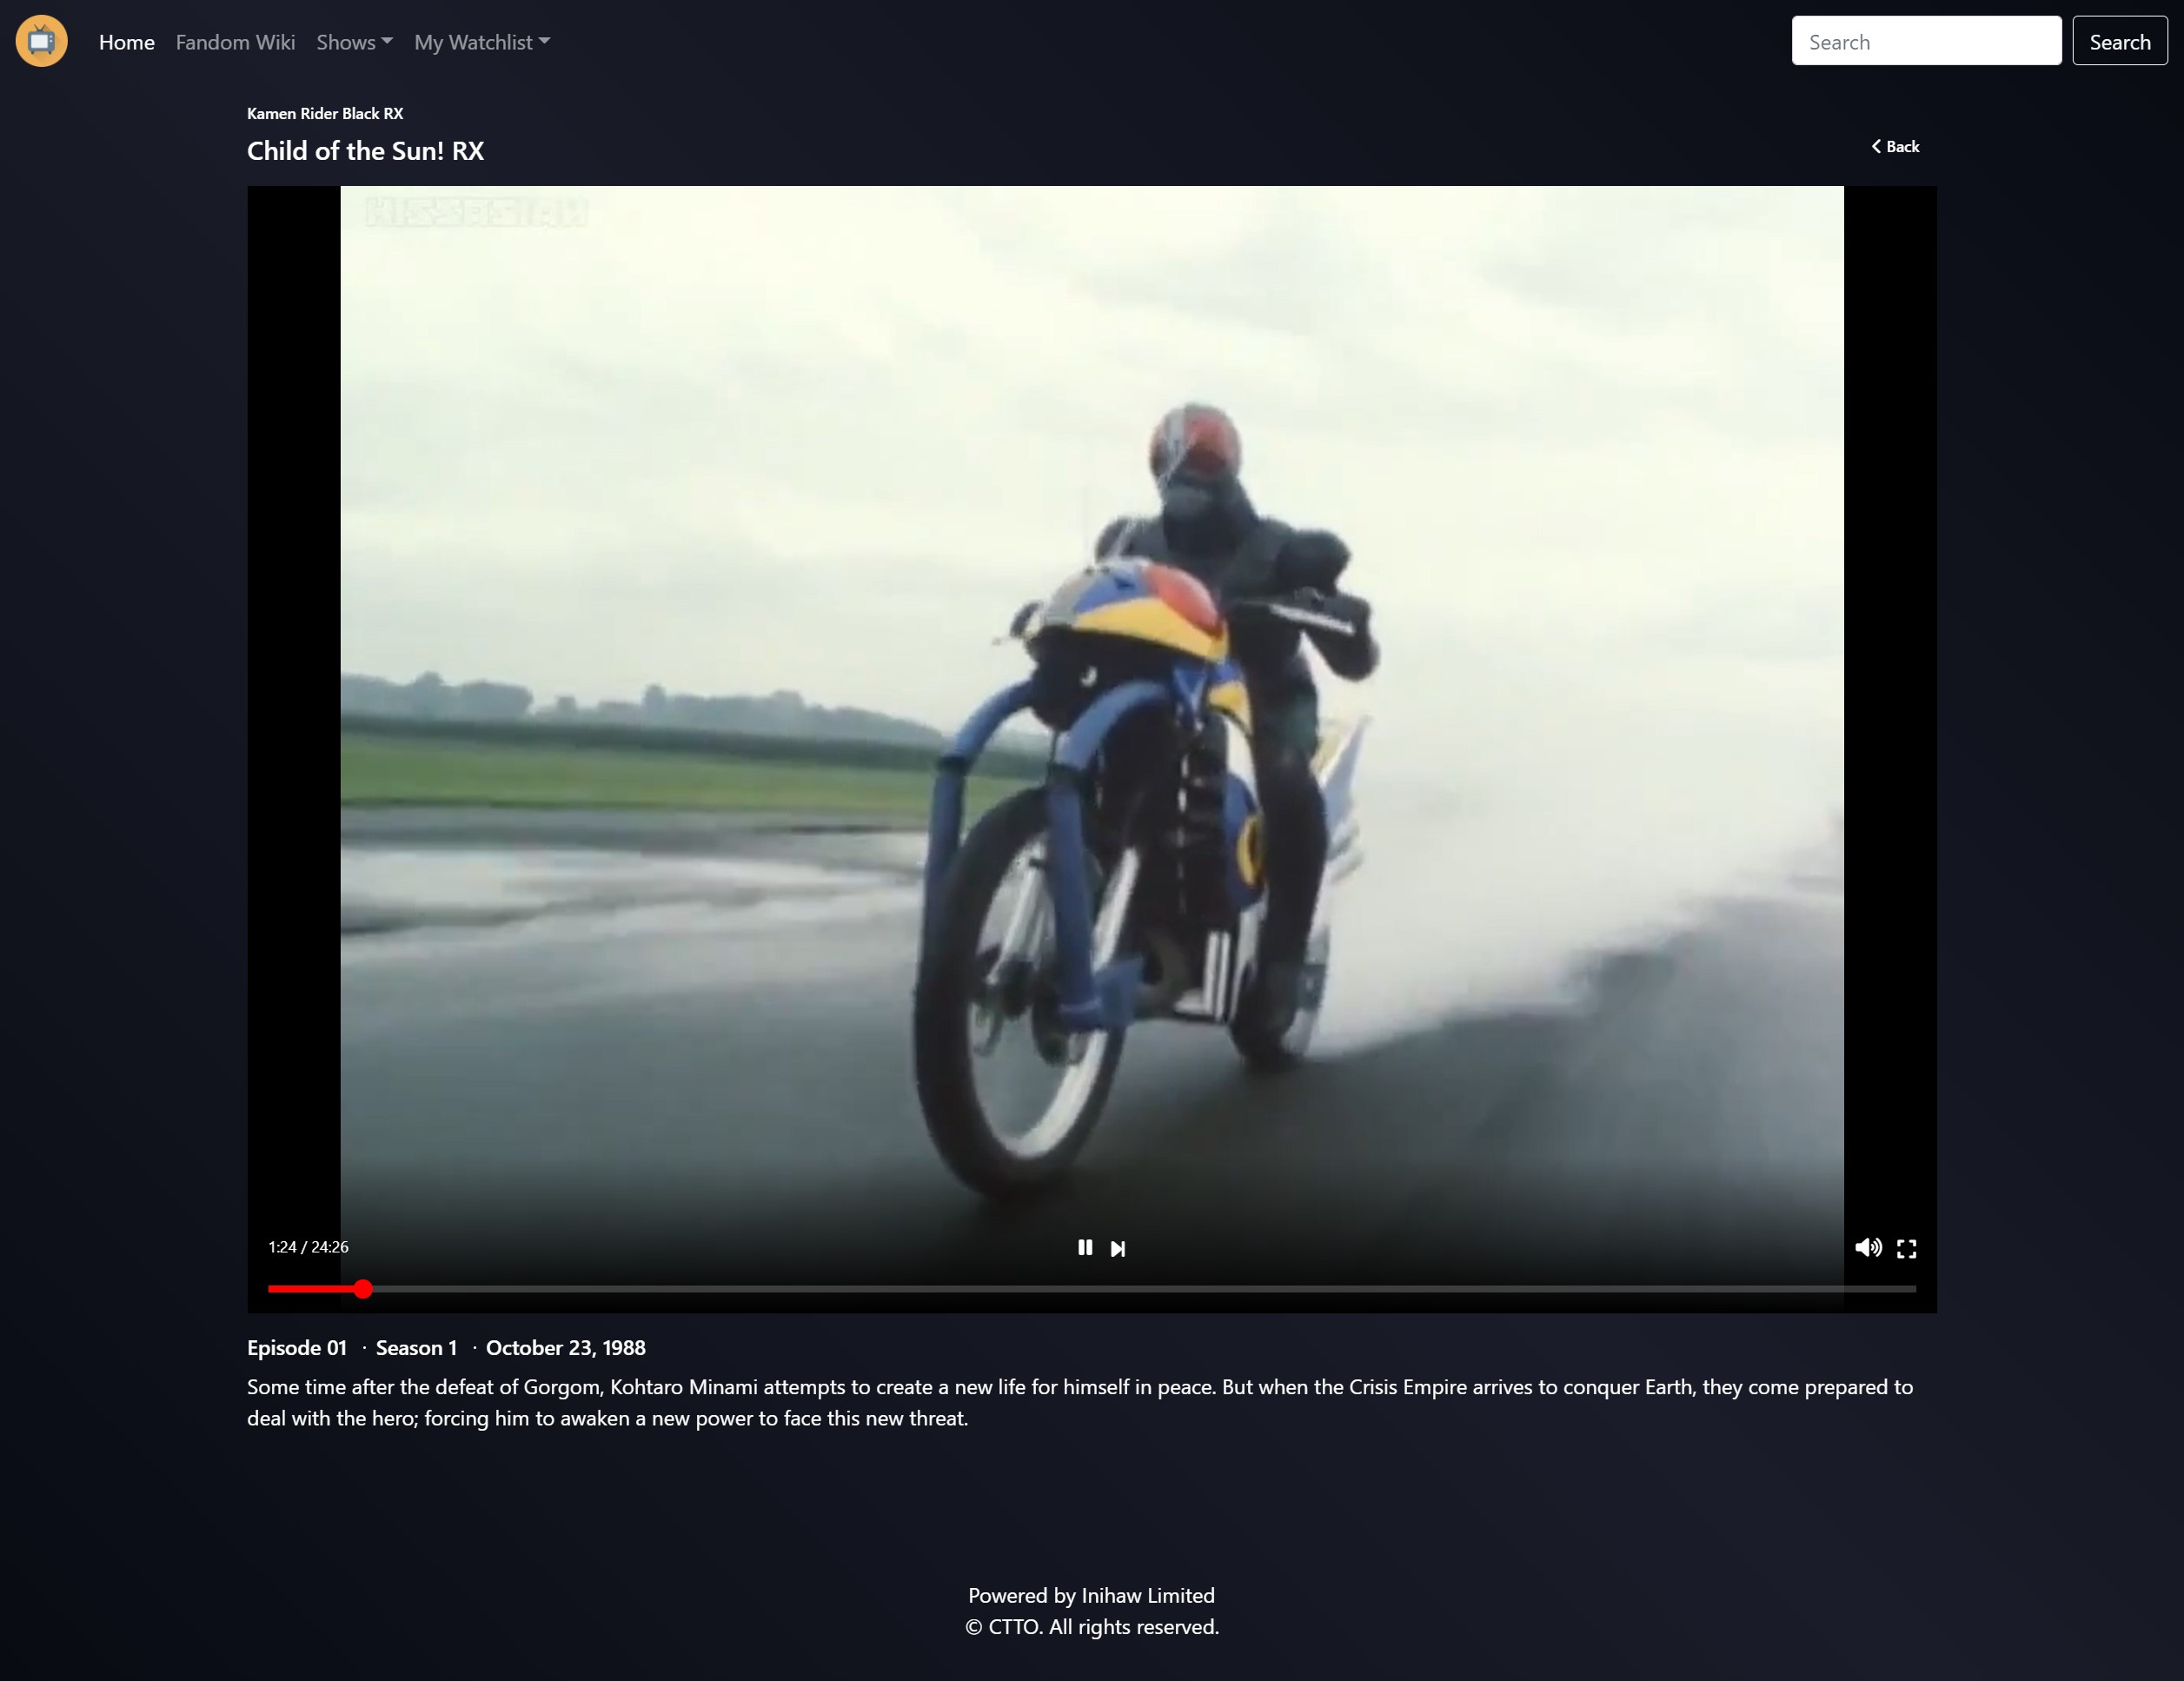 Home Fandom Wiki Shows My Watchlist Search Search
Kamen Rider Black RX
Child of the Sun! RX
Back
KISSASIAN
1:24 / 24:26
Episode 01 · Season 1 · October 23, 1988
Some time after the defeat of Gorgom, Kohtaro Minami attempts to create a new life for himself in peace. But when the Crisis Empire arrives to conquer Earth, they come prepared to
deal with the hero; forcing him to awaken a new power to face this new threat.
Powered by Inihaw Limited
© CTTO. All rights reserved.